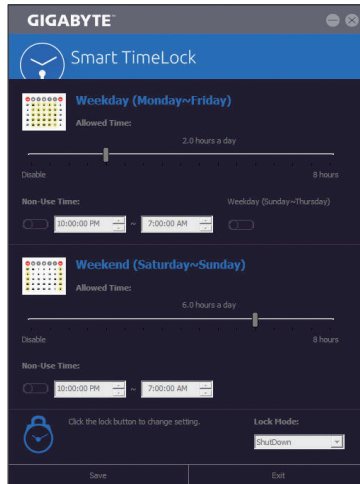 GIGABYTE™
Smart TimeLock
Weekday (Monday~Friday)
Allowed Time:
2.0 hours a day
Disable 8 hours
Non-Use Time: Weekday (Sunday~Thursday)
10:00:00 PM ~ 7:00:00 AM
Weekend (Saturday~Sunday)
Allowed Time:
6.0 hours a day
Disable 8 hours
Non-Use Time:
10:00:00 PM ~ 7:00:00 AM
Click the lock button to change setting. Lock Mode:
ShutDown
Save Exit